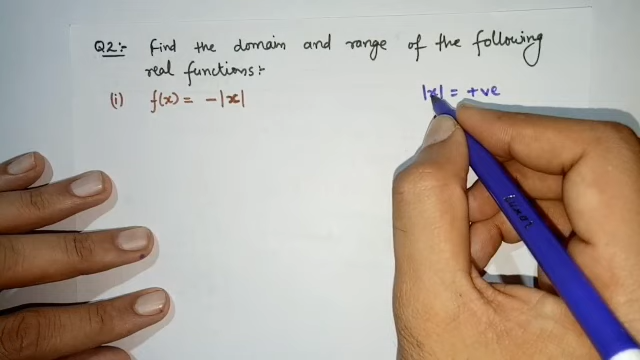 Q2:- Find the domain and range of the following
real functions:-
(i) f(x) = -|x|
|x| = +ve